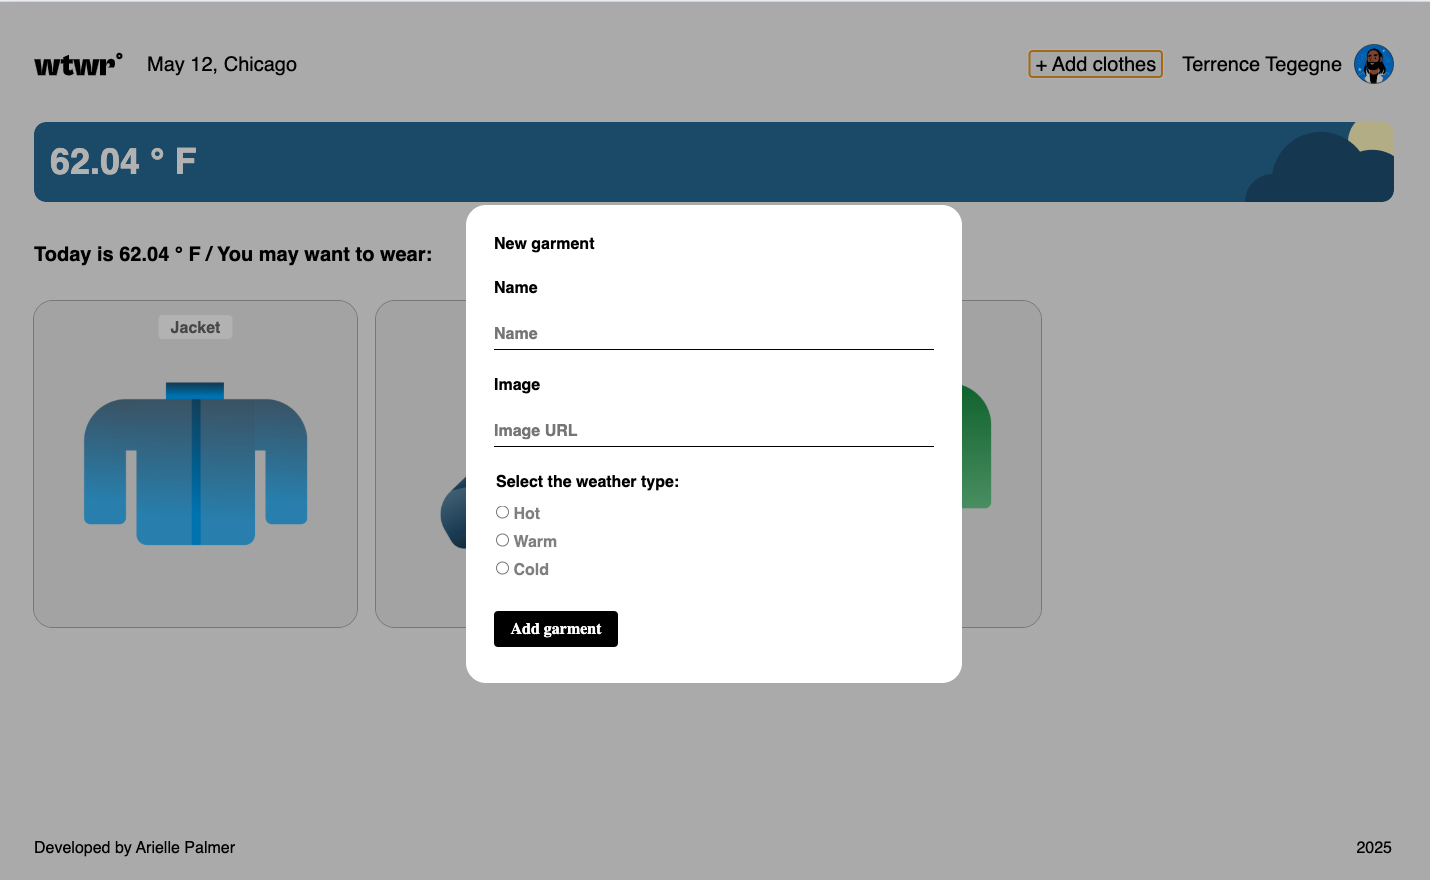 wtwr°
May 12, Chicago
+ Add clothes
Terrence Tegegne
62.04 ° F
Today is 62.04 ° F / You may want to wear:
Jacket
New garment
Name
Name
Image
Image URL
Select the weather type:
Hot
Warm
Cold
Add garment
Developed by Arielle Palmer
2025